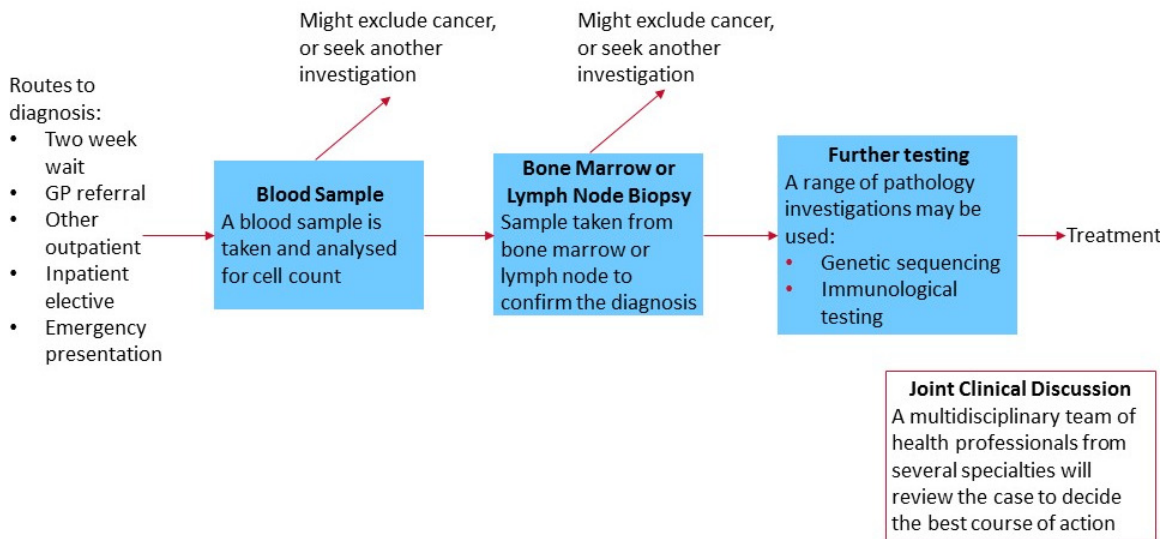 Might exclude cancer,
or seek another
investigation
Might exclude cancer,
or seek another
investigation
Routes to
diagnosis:
• Two week
wait
• GP referral
• Other
outpatient
• Inpatient
elective
• Emergency
presentation
Blood Sample
A blood sample is
taken and analysed
for cell count
Bone Marrow or
Lymph Node Biopsy
Sample taken from
bone marrow or
lymph node to
confirm the diagnosis
Further testing
A range of pathology
investigations may be
used:
• Genetic sequencing
• Immunological
testing
Treatment
Joint Clinical Discussion
A multidisciplinary team of
health professionals from
several specialties will
review the case to decide
the best course of action